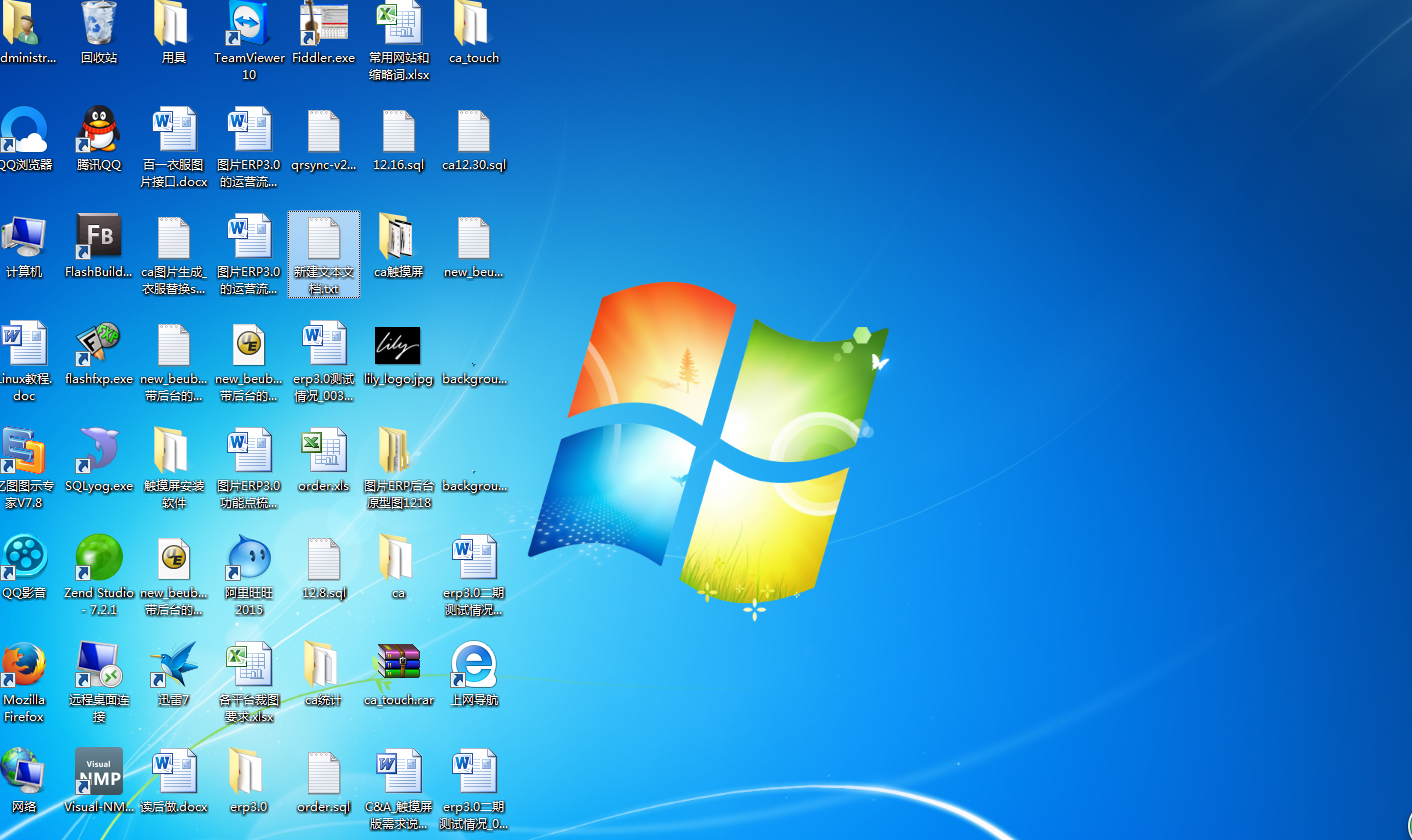 dministr...
回收站
用具
TeamViewer
10
Fiddler.exe
常用网站和
缩略词.xlsx
ca_touch
QQ浏览器
腾讯QQ
百一衣服图
片接口.docx
图片ERP3.0
的运营流...
qrsync-v2...
12.16.sql
ca12.30.sql
计算机
FB
FlashBuild...
ca图片生成_
衣服替换s...
图片ERP3.0
的运营流...
新建文本文
档.txt
ca触摸屏
new_beu...
inux教程.
doc
flashfxp.exe
new_beub...
带后台的...
new_beub...
带后台的...
erp3.0测试
情况_003...
lily
lily_logo.jpg
backgrou...
亿图图示专
家V7.8
SQLyog.exe
触摸屏安装
软件
图片ERP3.0
功能点梳...
order.xls
图片ERP后台
原型图1218
backgrou...
QQ影音
Zend Studio
- 7.2.1
new_beub...
带后台的...
阿里旺旺
2015
12.8.sql
ca
erp3.0二期
测试情况...
Mozilla
Firefox
远程桌面连
接
迅雷7
各平台裁图
要求.xlsx
ca统计
ca_touch.rar
上网导航
网络
Visual
NMP
Visual-NM...
读后做.docx
erp3.0
order.sql
C&A_触摸屏
版需求说...
erp3.0二期
测试情况_0...